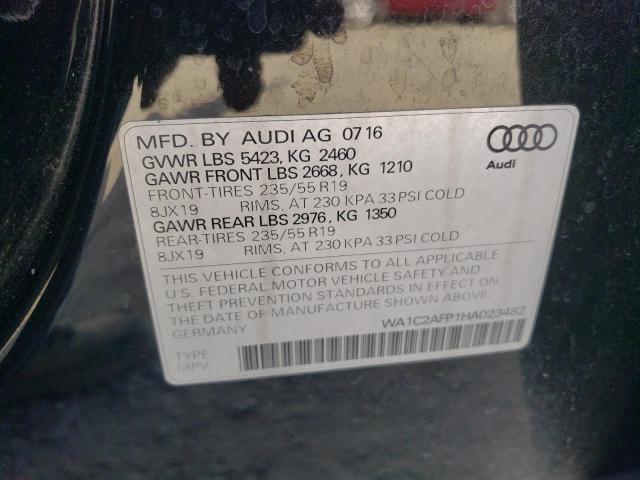 MFD. BY AUDI AG 07 16
GVWR LBS 5423, KG 2460
GAWR FRONT LBS 2668, KG 1210
FRONT-TIRES 235/55 R19
8JX19 RIMS, AT 230 KPA 33 PSI COLD
GAWR REAR LBS 2976, KG 1350
REAR-TIRES 235/55 R19
8JX19 RIMS, AT 230 KPA 33 PSI COLD
THIS VEHICLE CONFORMS TO ALL APPLICABLE
U.S. FEDERAL MOTOR VEHICLE SAFETY AND
THEFT PREVENTION STANDARDS IN EFFECT ON
THE DATE OF MANUFACTURE SHOWN ABOVE.
GERMANY
WA1C2AFP1HA023482
TYPE
MPV
Audi